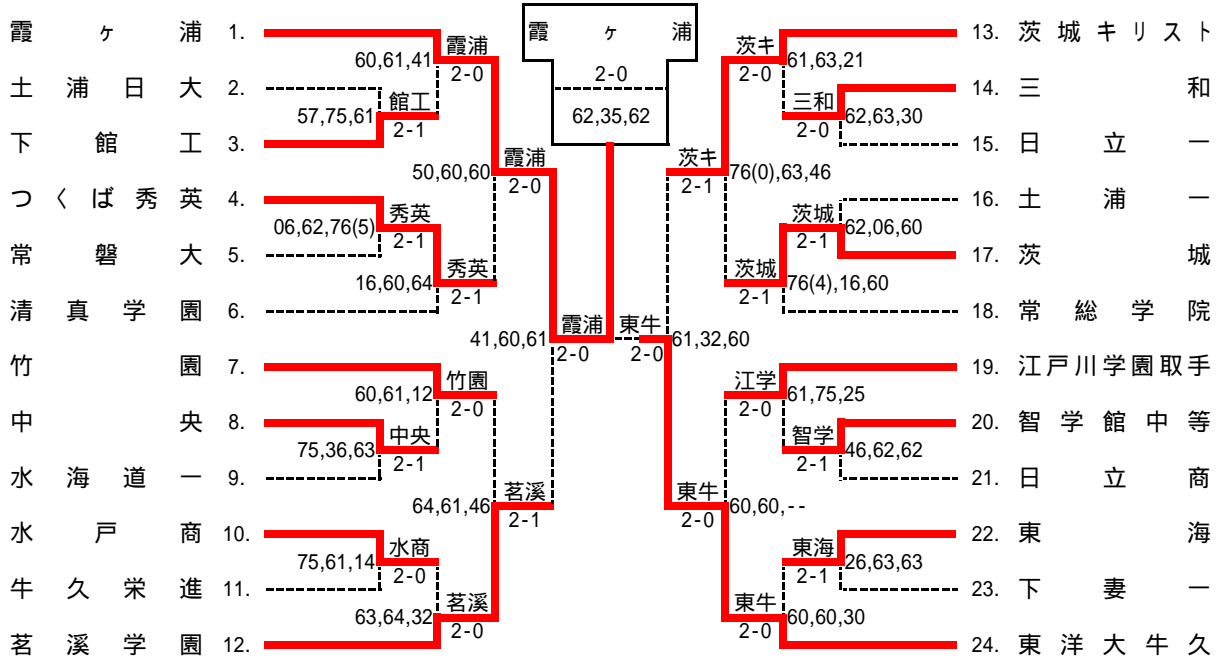 霞ヶ浦 1.
土浦日大 2.
下館工 3.
つくば秀英 4.
常磐大 5.
清真学園 6.
竹園 7.
中央 8.
水海道一 9.
水戸商 10.
牛久栄進 11.
茗溪学園 12.
霞浦
60,61,41
2-0
館工
57,75,61
2-1
秀英
06,62,76(5)
2-1
秀英
16,60,64
2-1
竹園
60,61,12
2-0
中央
75,36,63
2-1
水商
75,61,14
2-0
茗溪
63,64,32
2-0
霞浦
50,60,60
2-0
茗溪
64,61,46
2-1
霞浦
41,60,61
2-0
霞ヶ浦
2-0
62,35,62
東牛
61,32,60
2-0
茨キ
76(0),63,46
2-1
東牛
60,60,--
2-0
茨キ
61,63,21
2-0
三和
62,63,30
2-0
茨城
62,06,60
2-1
茨城
76(4),16,60
2-1
江学
61,75,25
2-0
智学
46,62,62
2-1
東海
26,63,63
2-1
東牛
60,60,30
2-0
13. 茨城キリスト
14. 三和
15. 日立一
16. 土浦一
17. 茨城
18. 常総学院
19. 江戸川学園取手
20. 智学館中等
21. 日立商
22. 東海
23. 下妻一
24. 東洋大牛久